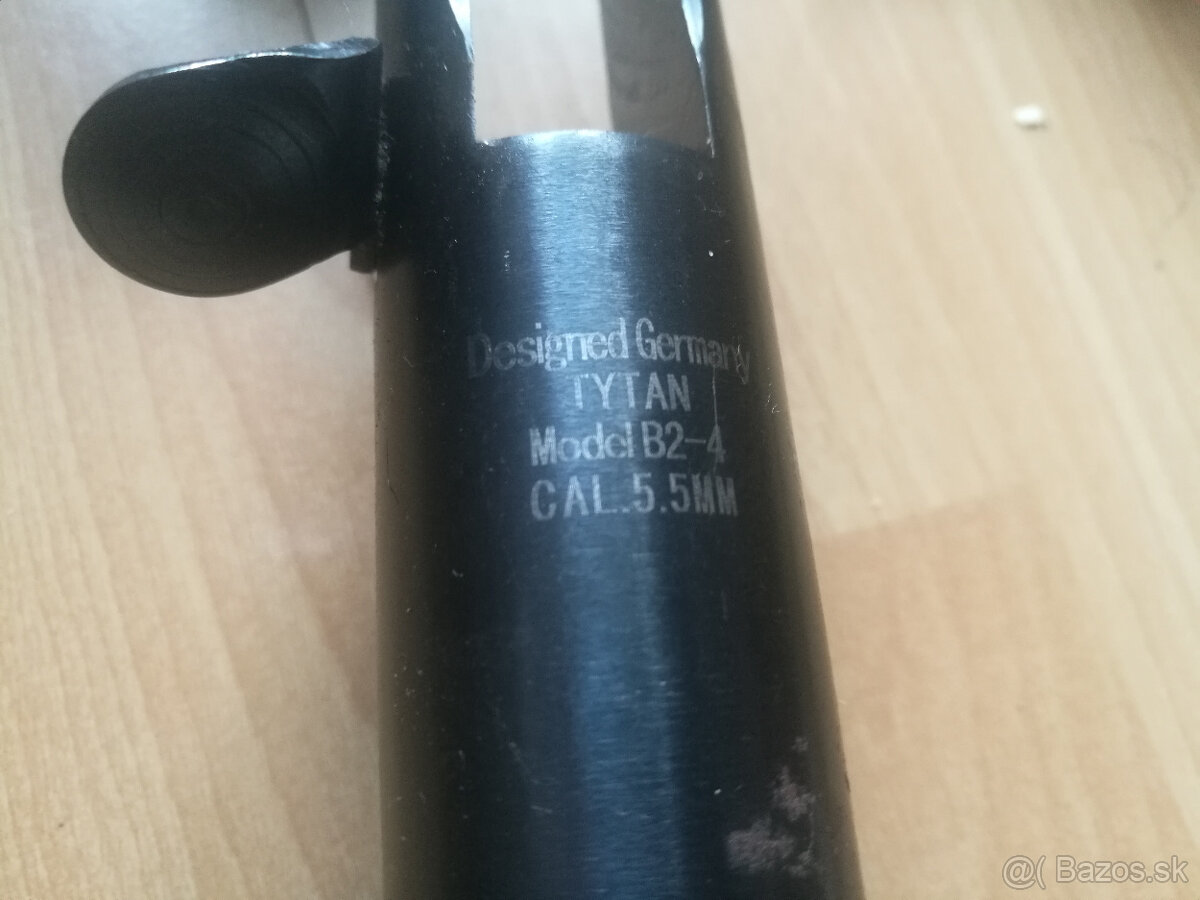 Designed Germany
TYTAN
Model B2-4
CAL.5.5MM
@( Bazos.sk